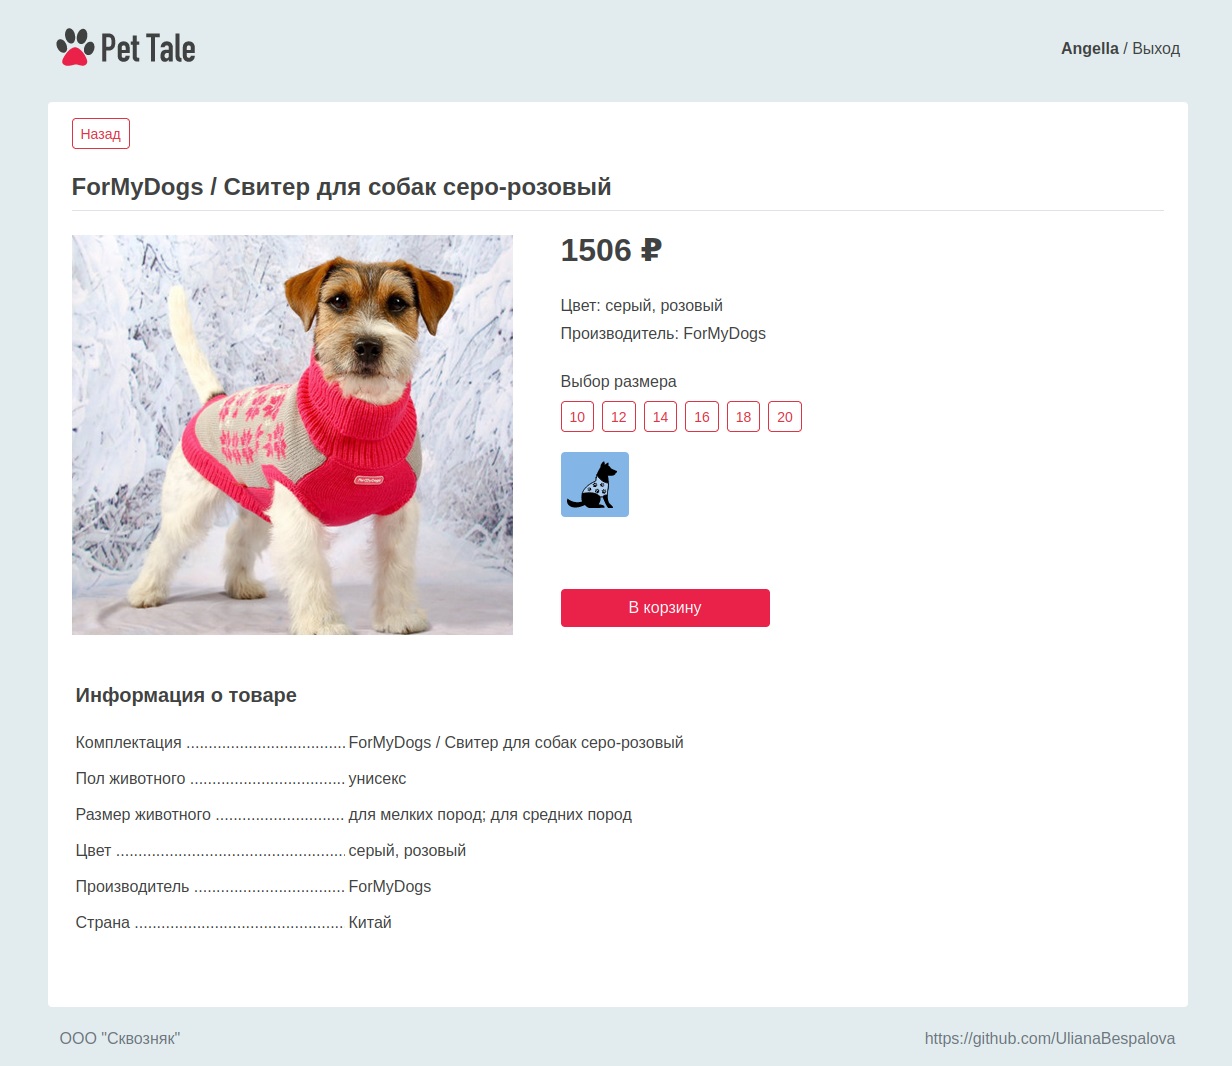 Pet Tale
Angella / Выход
Назад
ForMyDogs / Свитер для собак серо-розовый
1506 ₽
Цвет: серый, розовый
Производитель: ForMyDogs
Выбор размера
10 12 14 16 18 20
В корзину
Информация о товаре
Комплектация .................................... ForMyDogs / Свитер для собак серо-розовый
Пол животного ................................... унисекс
Размер животного ............................. для мелких пород; для средних пород
Цвет .................................................... серый, розовый
Производитель .................................. ForMyDogs
Страна ............................................... Китай
ООО "Сквозняк"
https://github.com/UlianaBespalova